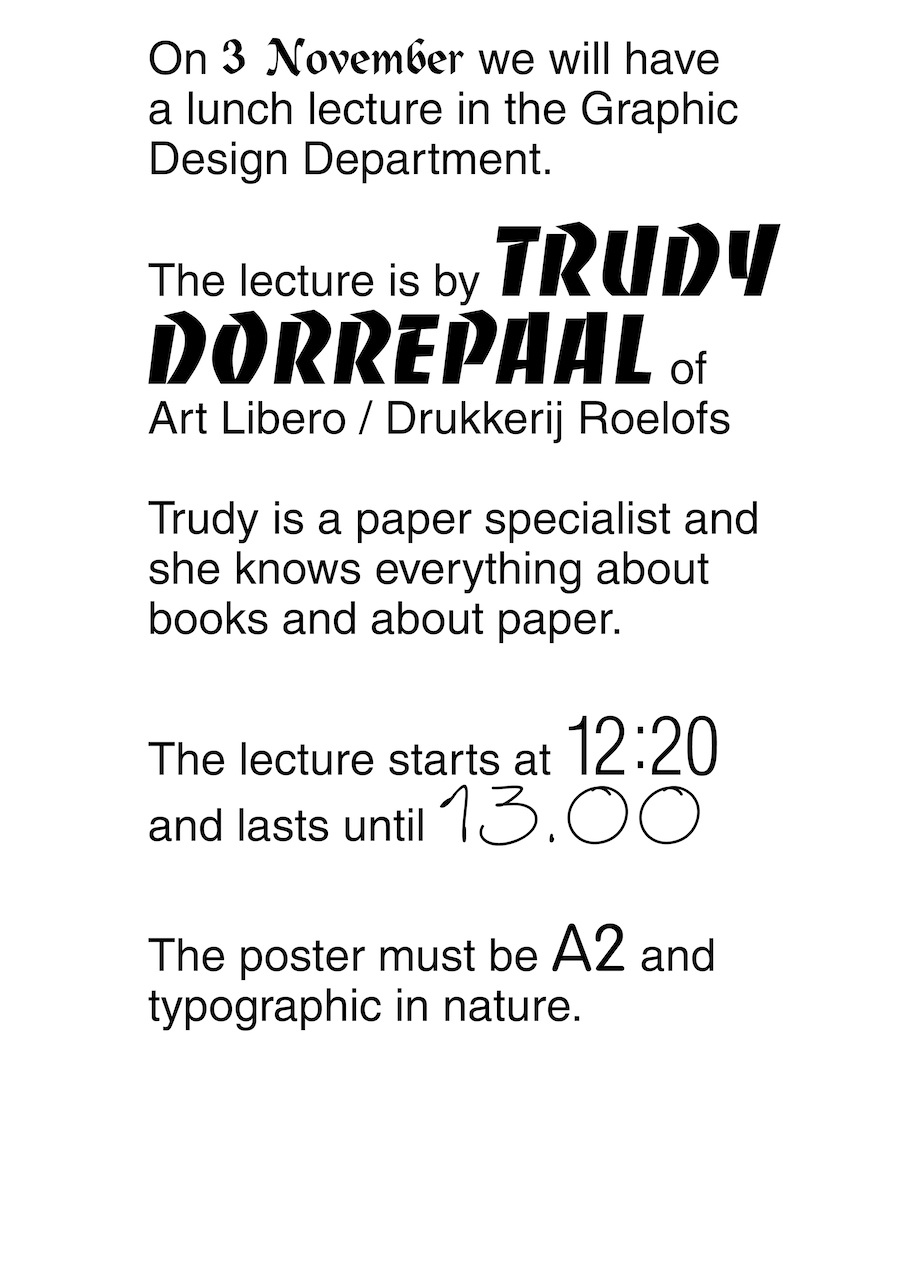 On 3 November we will have
a lunch lecture in the Graphic
Design Department.
The lecture is by TRUDY
DORREPAAL of
Art Libero / Drukkerij Roelofs
Trudy is a paper specialist and
she knows everything about
books and about paper.
The lecture starts at 12:20
and lasts until 13.00
The poster must be A2 and
typographic in nature.